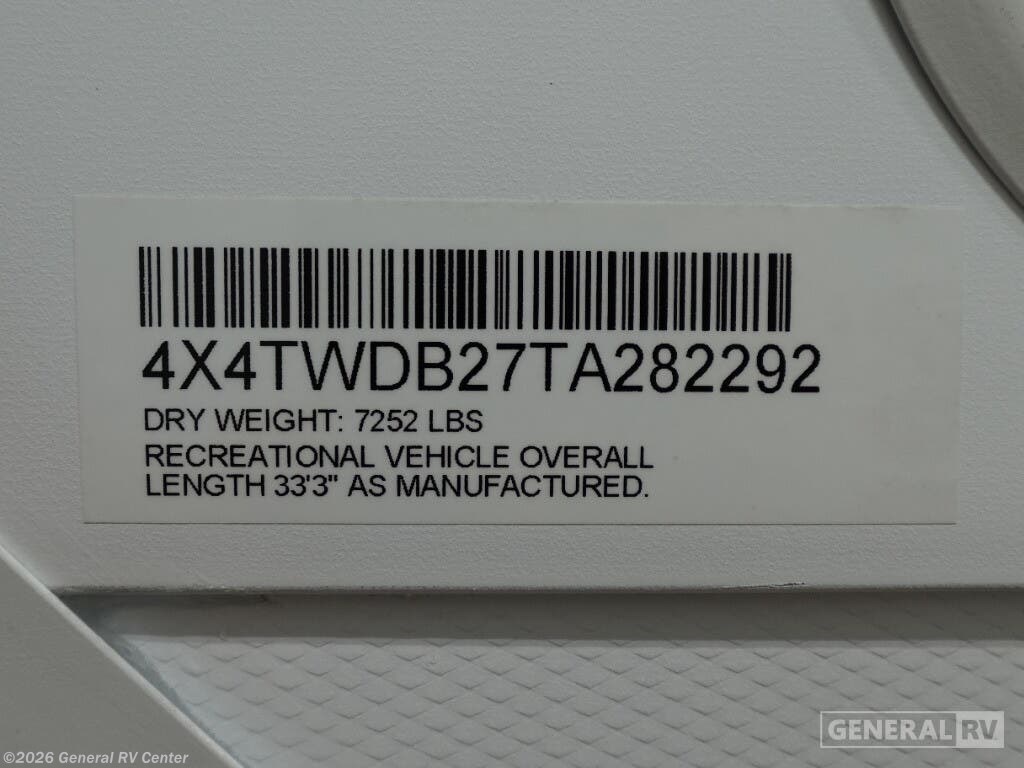 4X4TWDB27TA282292
DRY WEIGHT: 7252 LBS
RECREATIONAL VEHICLE OVERALL
LENGTH 33'3" AS MANUFACTURED.
GENERAL RV
©2026 General RV Center